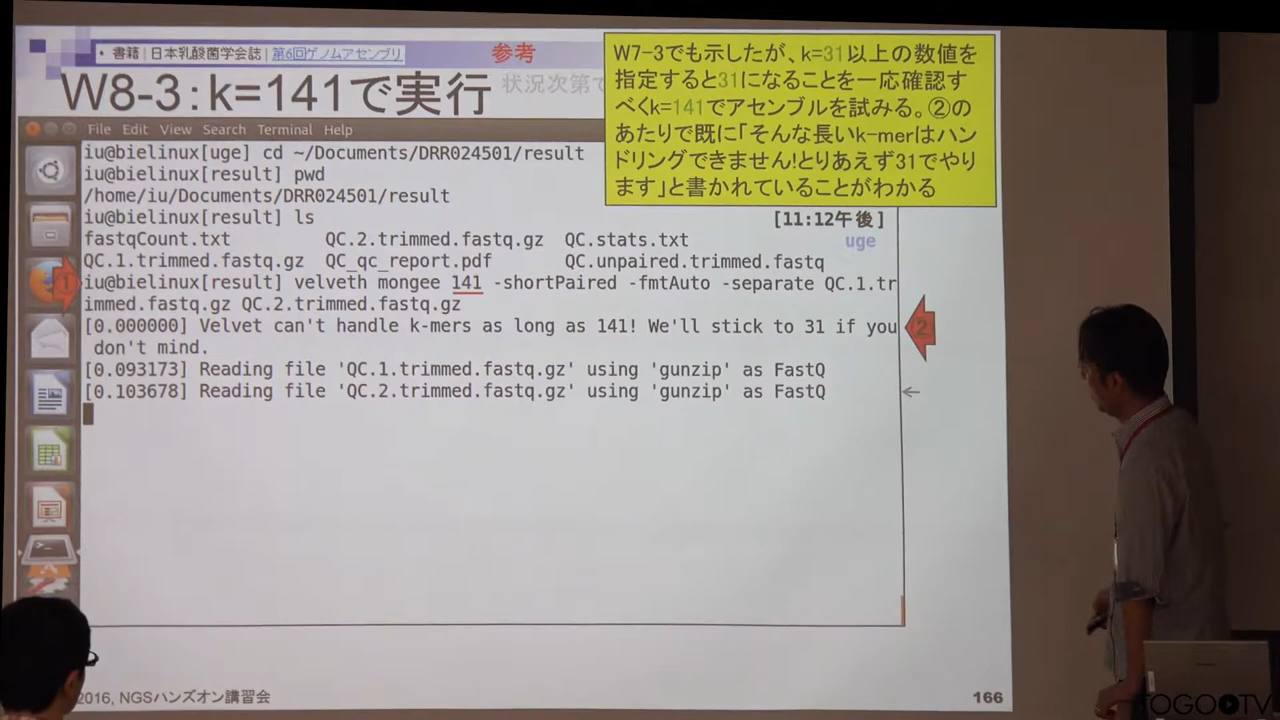 • 書籍 | 日本乳酸菌学会誌 | 第6回ゲノムアセンブリ
参考
W8-3:k=141で実行
状況次第で
W7-3でも示したが、k=31以上の数値を
指定すると31になることを一応確認す
べくk=141でアセンブルを試みる。②の
あたりで既に「そんな長いk-merはハン
ドリングできません!とりあえず31でやり
ます」と書かれていることがわかる
File Edit View Search Terminal Help
iu@bielinux[uge] cd ~/Documents/DRR024501/result
iu@bielinux[result] pwd
/home/iu/Documents/DRR024501/result
iu@bielinux[result] ls [11:12午後]
fastqCount.txt QC.2.trimmed.fastq.gz QC.stats.txt uge
QC.1.trimmed.fastq.gz QC_qc_report.pdf QC.unpaired.trimmed.fastq
① iu@bielinux[result] velveth mongee 141 -shortPaired -fmtAuto -separate QC.1.tr
immed.fastq.gz QC.2.trimmed.fastq.gz
[0.000000] Velvet can't handle k-mers as long as 141! We'll stick to 31 if you ②
don't mind.
[0.093173] Reading file 'QC.1.trimmed.fastq.gz' using 'gunzip' as FastQ
[0.103678] Reading file 'QC.2.trimmed.fastq.gz' using 'gunzip' as FastQ ←
2016, NGSハンズオン講習会
166
TOGOTV